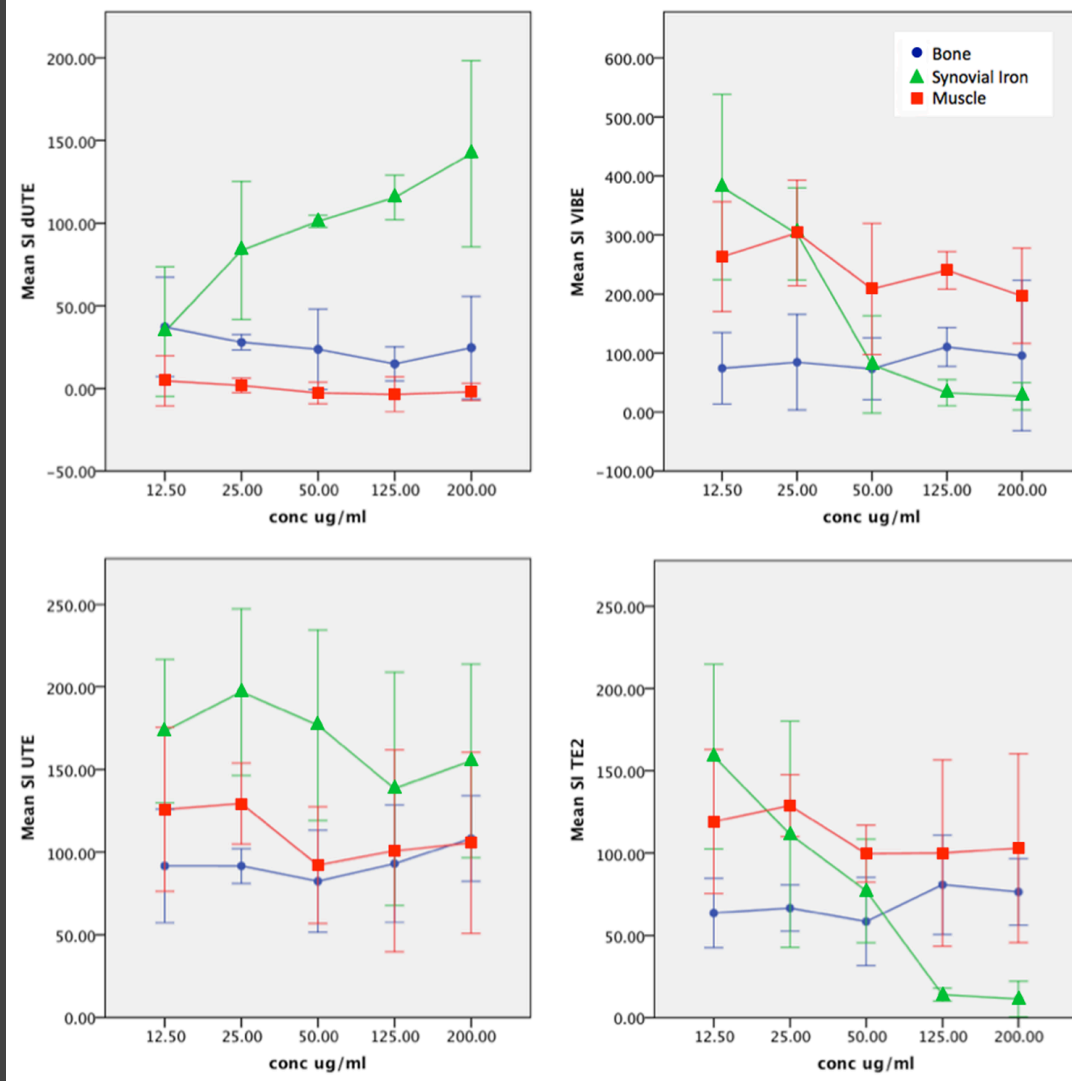 200.00
150.00
100.00
50.00
0.00
−50.00
Mean SI dUTE
12.50 25.00 50.00 125.00 200.00
conc ug/ml
600.00
500.00
400.00
300.00
200.00
100.00
0.00
−100.00
Mean SI VIBE
Bone
Synovial Iron
Muscle
12.50 25.00 50.00 125.00 200.00
conc ug/ml
250.00
200.00
150.00
100.00
50.00
0.00
Mean SI UTE
12.50 25.00 50.00 125.00 200.00
conc ug/ml
250.00
200.00
150.00
100.00
50.00
0.00
Mean SI TE2
12.50 25.00 50.00 125.00 200.00
conc ug/ml